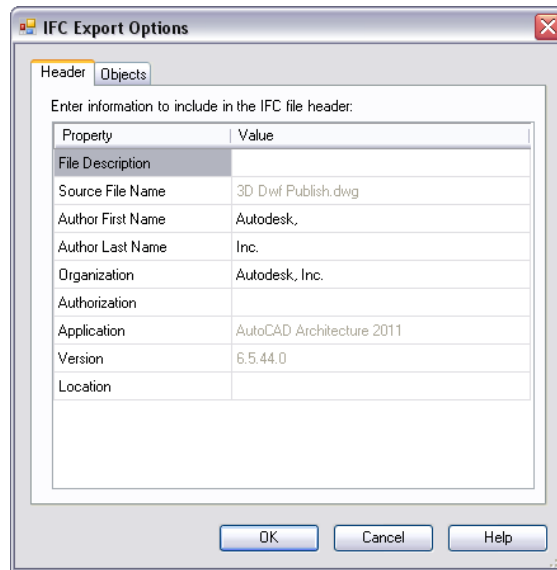 IFC Export Options
Header Objects
Enter information to include in the IFC file header:
Property Value
File Description
Source File Name 3D Dwf Publish.dwg
Author First Name Autodesk,
Author Last Name Inc.
Organization Autodesk, Inc.
Authorization
Application AutoCAD Architecture 2011
Version 6.5.44.0
Location
OK Cancel Help